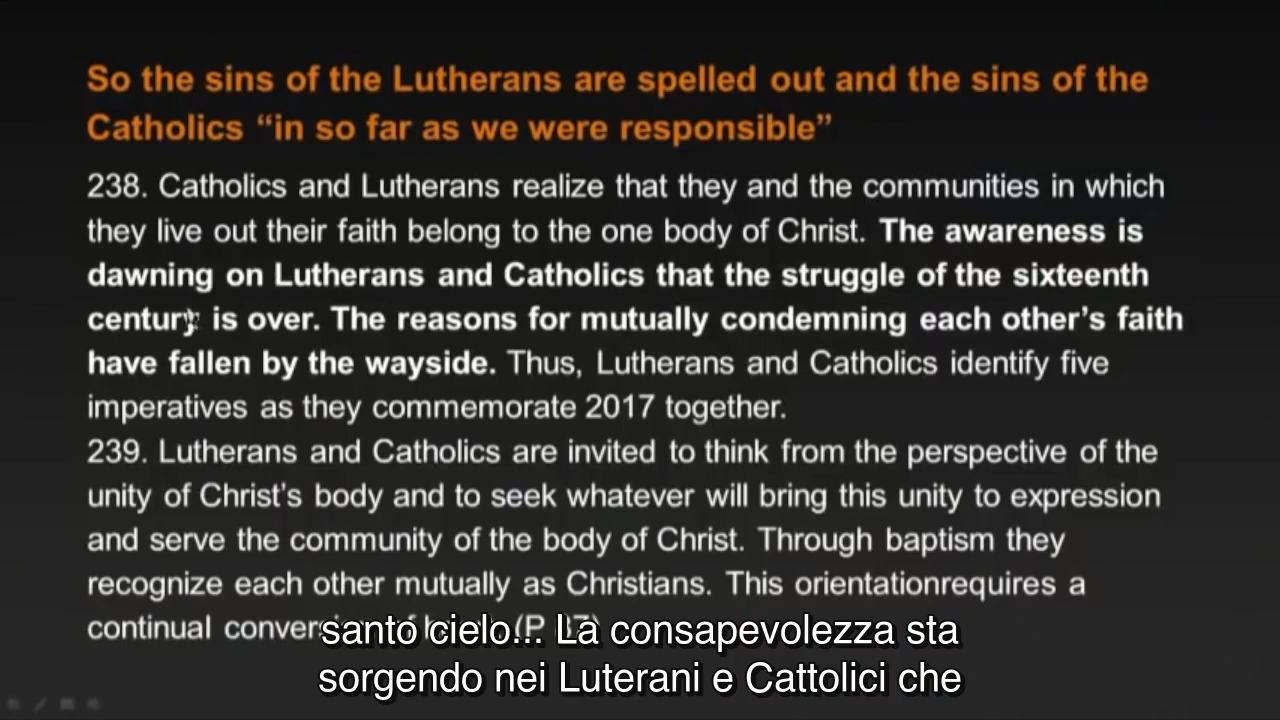 So the sins of the Lutherans are spelled out and the sins of the
Catholics “in so far as we were responsible”
238. Catholics and Lutherans realize that they and the communities in which
they live out their faith belong to the one body of Christ. The awareness is
dawning on Lutherans and Catholics that the struggle of the sixteenth
century is over. The reasons for mutually condemning each other’s faith
have fallen by the wayside. Thus, Lutherans and Catholics identify five
imperatives as they commemorate 2017 together.
239. Lutherans and Catholics are invited to think from the perspective of the
unity of Christ’s body and to seek whatever will bring this unity to expression
and serve the community of the body of Christ. Through baptism they
recognize each other mutually as Christians. This orientationrequires a
continual
santo cielo... La consapevolezza sta
sorgendo nei Luterani e Cattolici che